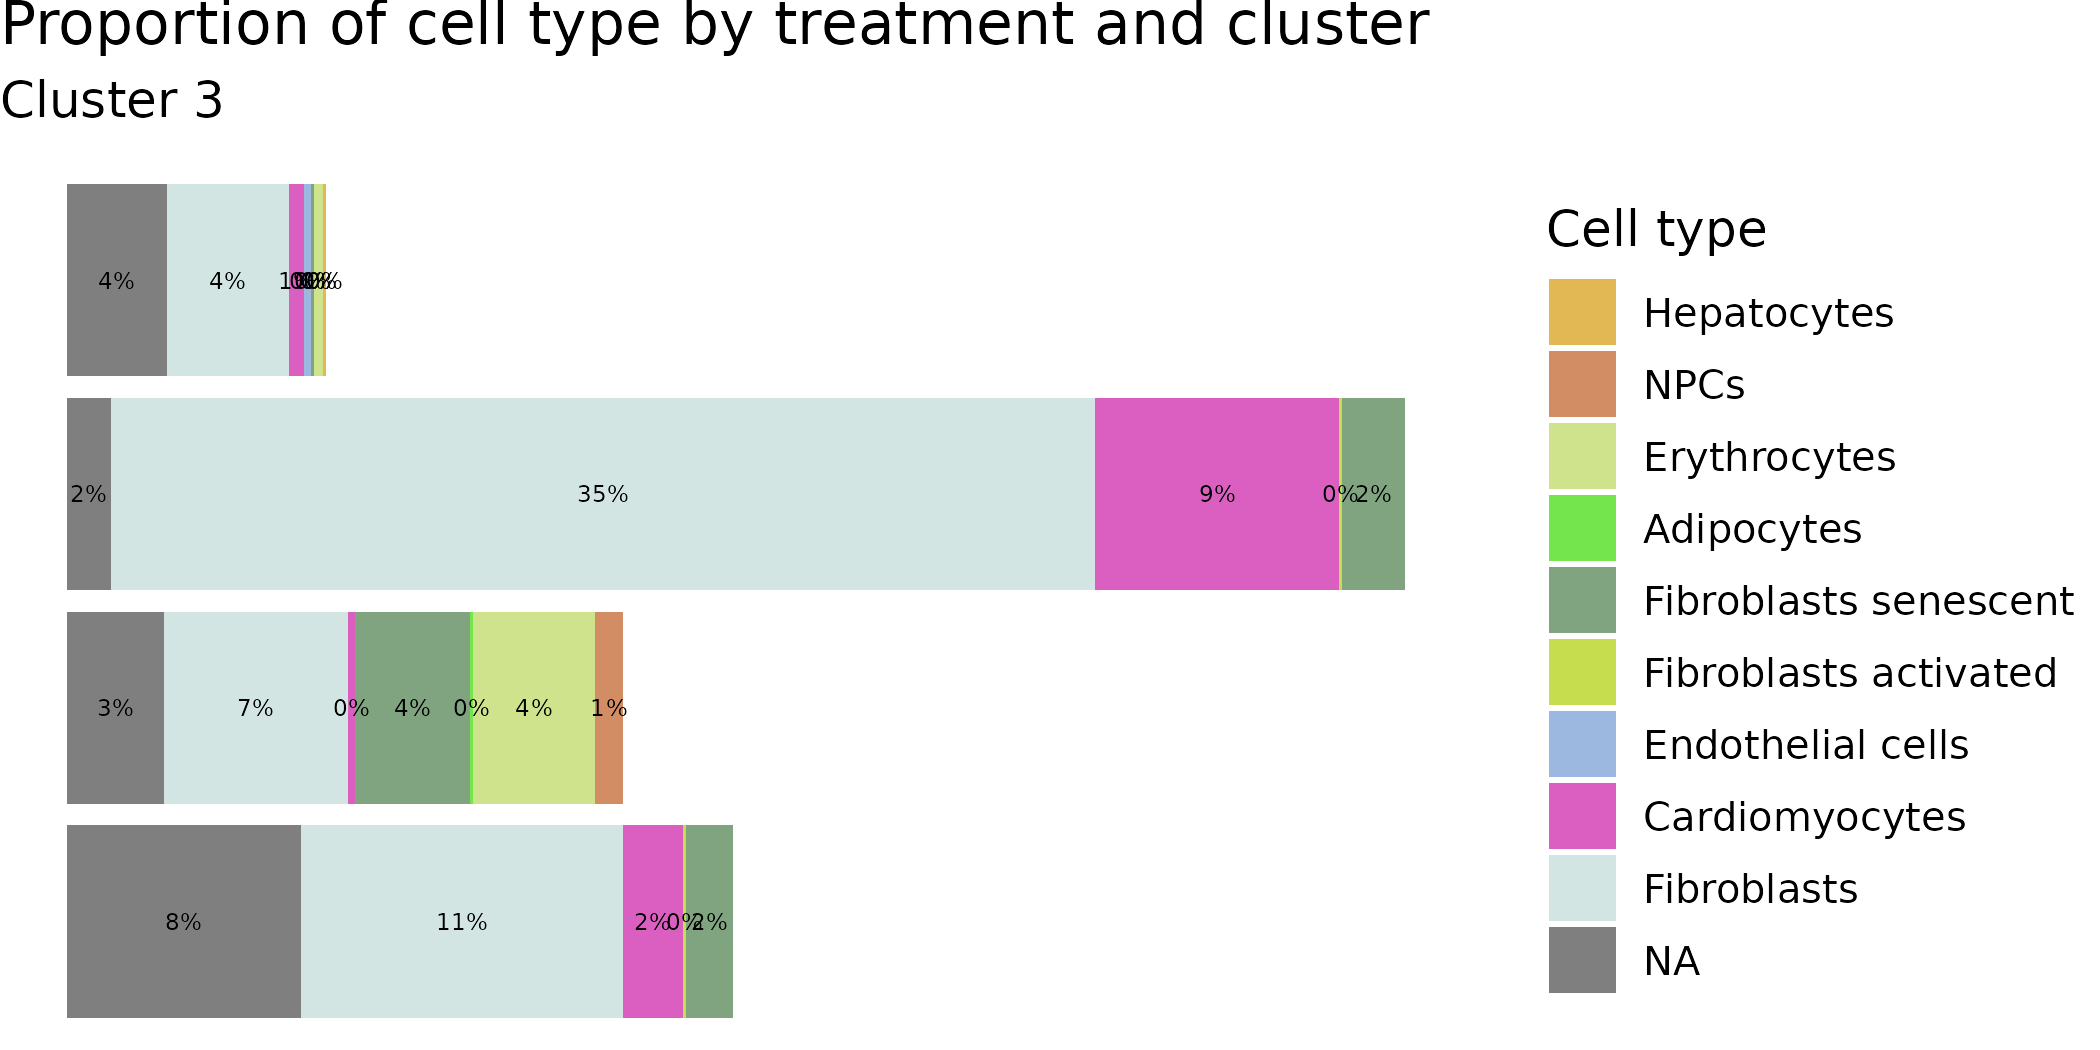 Proportion of cell type by treatment and cluster
Cluster 3
4% 4%
2% 35% 9% 0% 2%
3% 7% 0% 4% 0% 4% 1%
8% 11% 2% 0% 2%
Cell type
Hepatocytes
NPCs
Erythrocytes
Adipocytes
Fibroblasts senescent
Fibroblasts activated
Endothelial cells
Cardiomyocytes
Fibroblasts
NA